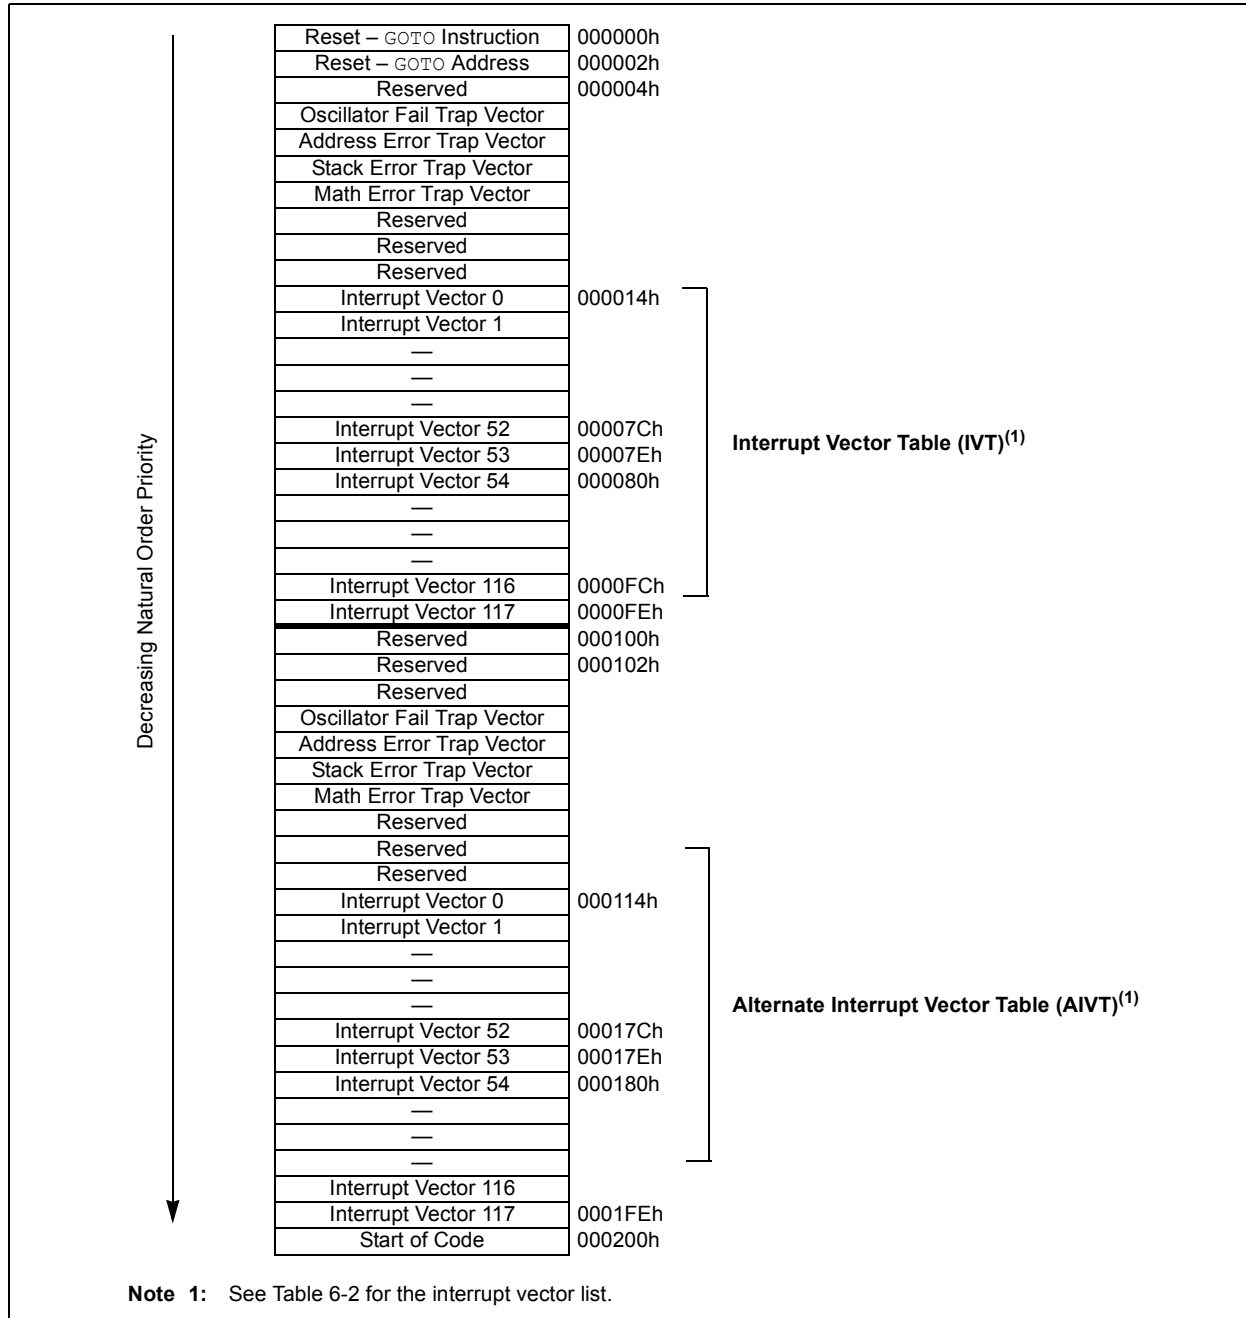 Reset – GOTO Instruction 000000h
Reset – GOTO Address 000002h
Reserved 000004h
Oscillator Fail Trap Vector
Address Error Trap Vector
Stack Error Trap Vector
Math Error Trap Vector
Reserved
Reserved
Reserved
Interrupt Vector 0 000014h
Interrupt Vector 1
—
—
—
Interrupt Vector 52 00007Ch
Interrupt Vector 53 00007Eh
Interrupt Vector 54 000080h
—
—
—
Interrupt Vector 116 0000FCh
Interrupt Vector 117 0000FEh
Reserved 000100h
Reserved 000102h
Reserved
Oscillator Fail Trap Vector
Address Error Trap Vector
Stack Error Trap Vector
Math Error Trap Vector
Reserved
Reserved
Reserved
Interrupt Vector 0 000114h
Interrupt Vector 1
—
—
—
Interrupt Vector 52 00017Ch
Interrupt Vector 53 00017Eh
Interrupt Vector 54 000180h
—
—
—
Interrupt Vector 116
Interrupt Vector 117 0001FEh
Start of Code 000200h
Decreasing Natural Order Priority
Interrupt Vector Table (IVT)(1)
Alternate Interrupt Vector Table (AIVT)(1)
Note 1: See Table 6-2 for the interrupt vector list.